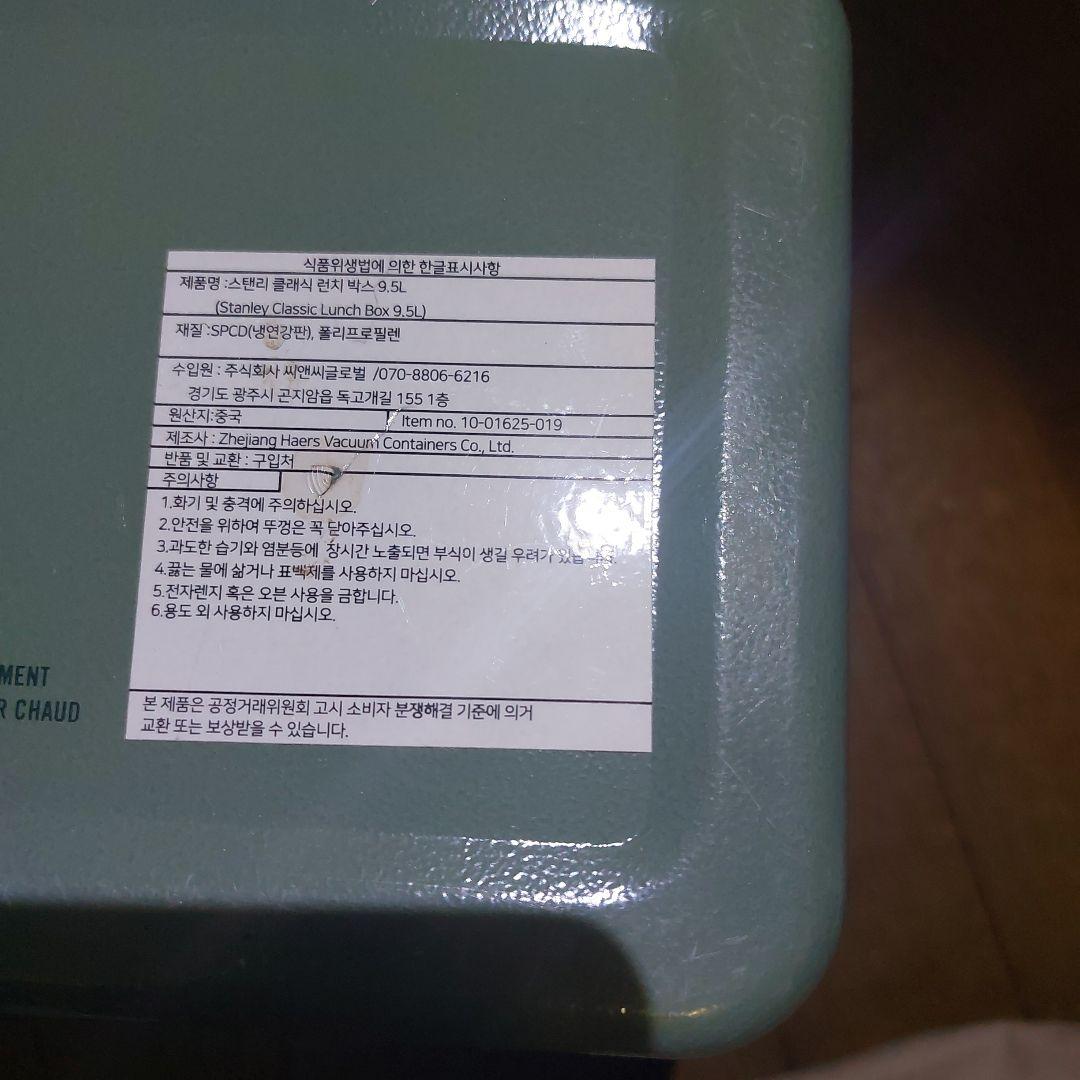 식품위생법에 의한 한글표시사항
제품명 :스탠리 클래식 런치 박스 9.5L
(Stanley Classic Lunch Box 9.5L)
재질 :SPCD(냉연강판), 폴리프로필렌
수입원 : 주식회사 씨앤씨글로벌 /070-8806-6216
경기도 광주시 곤지암읍 독고개길 155 1층
원산지:중국 Item no. 10-01625-019
제조사 : Zhejiang Haers Vacuum Containers Co., Ltd.
반품 및 교환 : 구입처
주의사항
1.화기 및 충격에 주의하십시오.
2.안전을 위하여 뚜껑은 꼭 닫아주십시오.
3.과도한 습기와 염분등에 장시간 노출되면 부식이 생길 우려가 있습니다.
4.끓는 물에 삶거나 표백제를 사용하지 마십시오.
5.전자렌지 혹은 오븐 사용을 금합니다.
6.용도 외 사용하지 마십시오.
MENT
R CHAUD
본 제품은 공정거래위원회 고시 소비자 분쟁해결 기준에 의거
교환 또는 보상받을 수 있습니다.